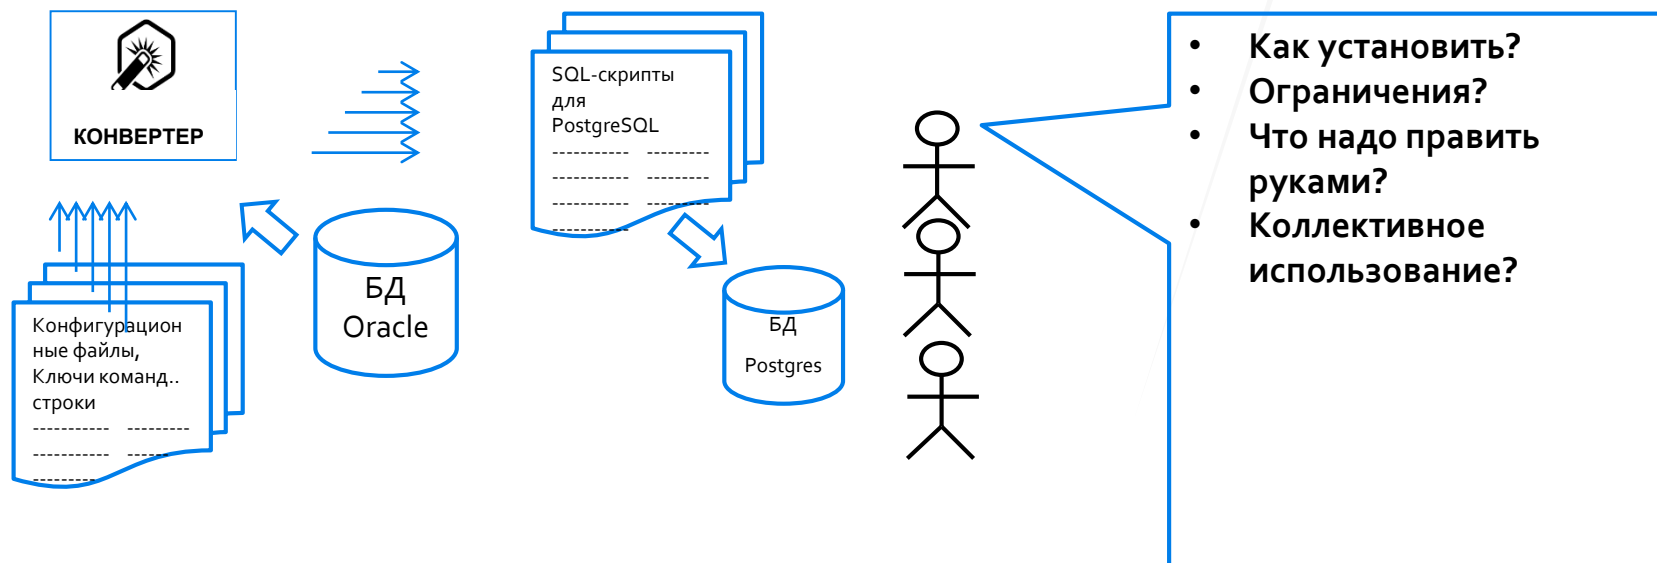 КОНВЕРТЕР
SQL-скрипты
для
PostgreSQL
----------- ---------
----------- ---------
----------- ---------
-----------
Конфигурацион
ные файлы,
Ключи команд..
строки
----------- ---------
----------- ------
---------
БД
Oracle
БД
Postgres
• Как установить?
• Ограничения?
• Что надо править
руками?
• Коллективное
использование?